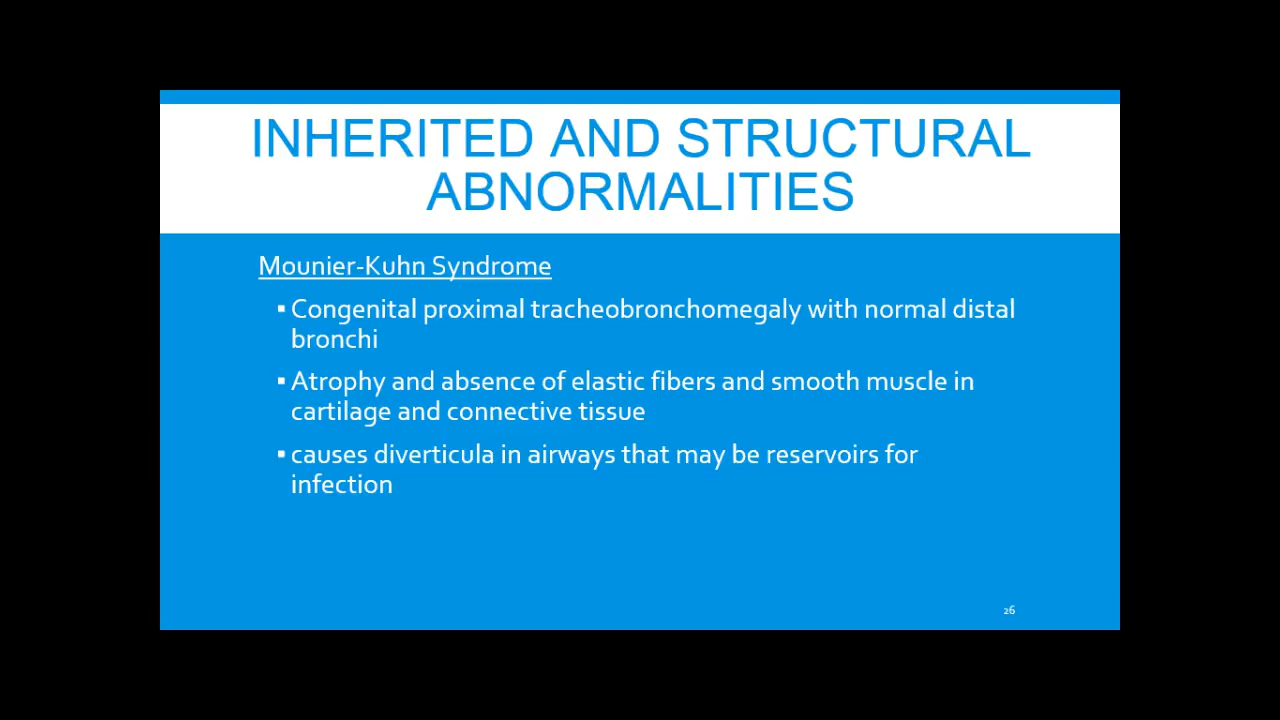 INHERITED AND STRUCTURAL
ABNORMALITIES
Mounier-Kuhn Syndrome
▪ Congenital proximal tracheobronchomegaly with normal distal
bronchi
▪ Atrophy and absence of elastic fibers and smooth muscle in
cartilage and connective tissue
▪ causes diverticula in airways that may be reservoirs for
infection
26